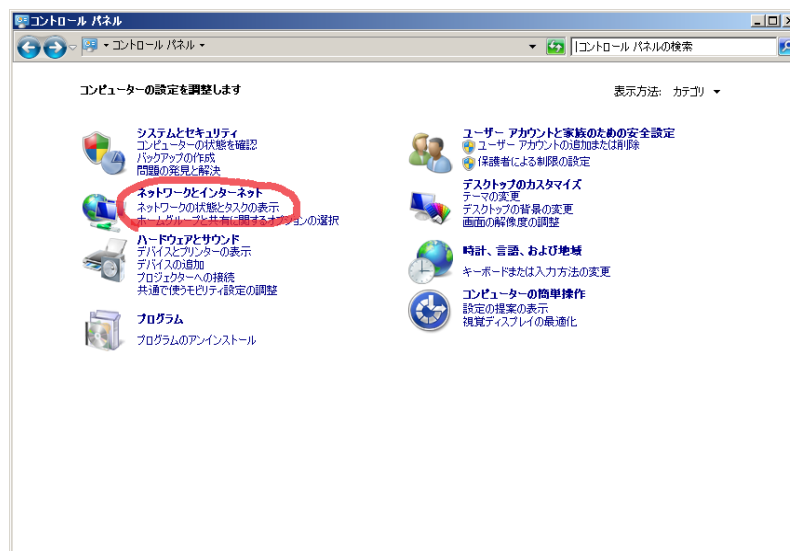 コントロール パネル
コントロール パネル
コントロール パネルの検索
コンピューターの設定を調整します
表示方法: カテゴリ
システムとセキュリティ
コンピューターの状態を確認
バックアップの作成
問題の発見と解決
ネットワークとインターネット
ネットワークの状態とタスクの表示
ホームグループと共有に関するオプションの選択
ハードウェアとサウンド
デバイスとプリンターの表示
デバイスの追加
プロジェクターへの接続
共通で使うモビリティ設定の調整
プログラム
プログラムのアンインストール
ユーザー アカウントと家族のための安全設定
ユーザー アカウントの追加または削除
保護者による制限の設定
デスクトップのカスタマイズ
テーマの変更
デスクトップの背景の変更
画面の解像度の調整
時計、言語、および地域
キーボードまたは入力方法の変更
コンピューターの簡単操作
設定の提案の表示
視覚ディスプレイの最適化